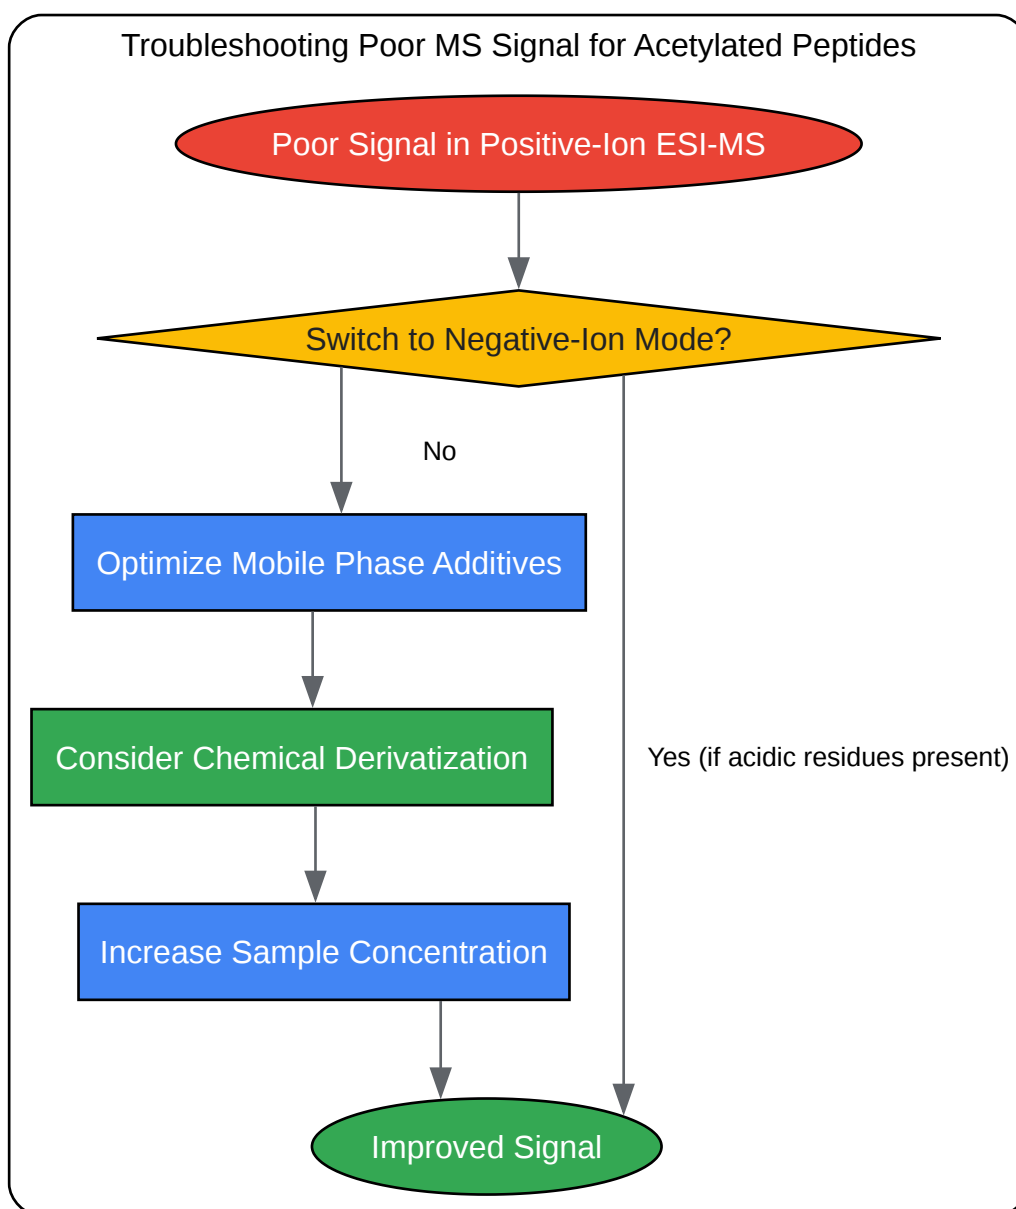 Troubleshooting Poor MS Signal for Acetylated Peptides
Poor Signal in Positive-Ion ESI-MS
Switch to Negative-Ion Mode?
No
Optimize Mobile Phase Additives
Consider Chemical Derivatization
Yes (if acidic residues present)
Increase Sample Concentration
Improved Signal